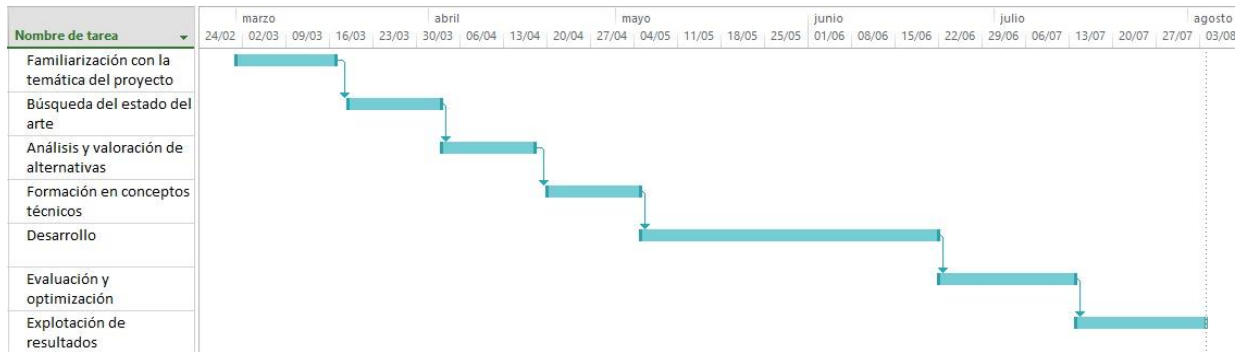 marzo abril mayo junio julio agosto
Nombre de tarea 24/02 02/03 09/03 16/03 23/03 30/03 06/04 13/04 20/04 27/04 04/05 11/05 18/05 25/05 01/06 08/06 15/06 22/06 29/06 06/07 13/07 20/07 27/07 03/08
Familiarización con la
temática del proyecto
Búsqueda del estado del
arte
Análisis y valoración de
alternativas
Formación en conceptos
técnicos
Desarrollo
Evaluación y
optimización
Explotación de
resultados